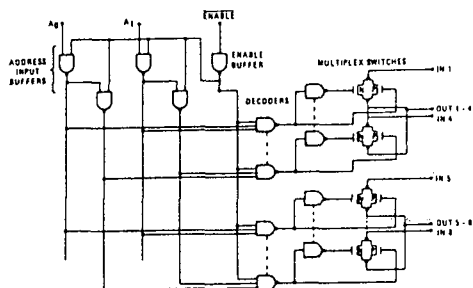 A0
A1
ENABLE
ADDRESS
INPUT
BUFFERS
ENABLE
BUFFER
MULTIPLEX SWITCHES
IN 1
DECODERS
OUT 1-4
IN 4
IN 5
OUT 5-8
IN 8